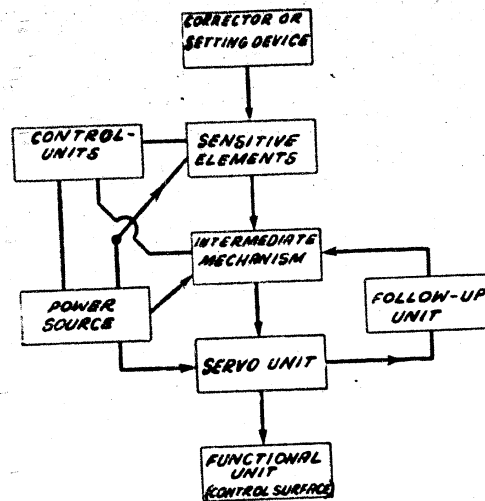 CORRECTOR OR
SETTING DEVICE
CONTROL-
UNITS
SENSITIVE
ELEMENTS
INTERMEDIATE
MECHANISM
POWER
SOURCE
FOLLOW-UP
UNIT
SERVO UNIT
FUNCTIONAL
UNIT
(CONTROL SURFACE)